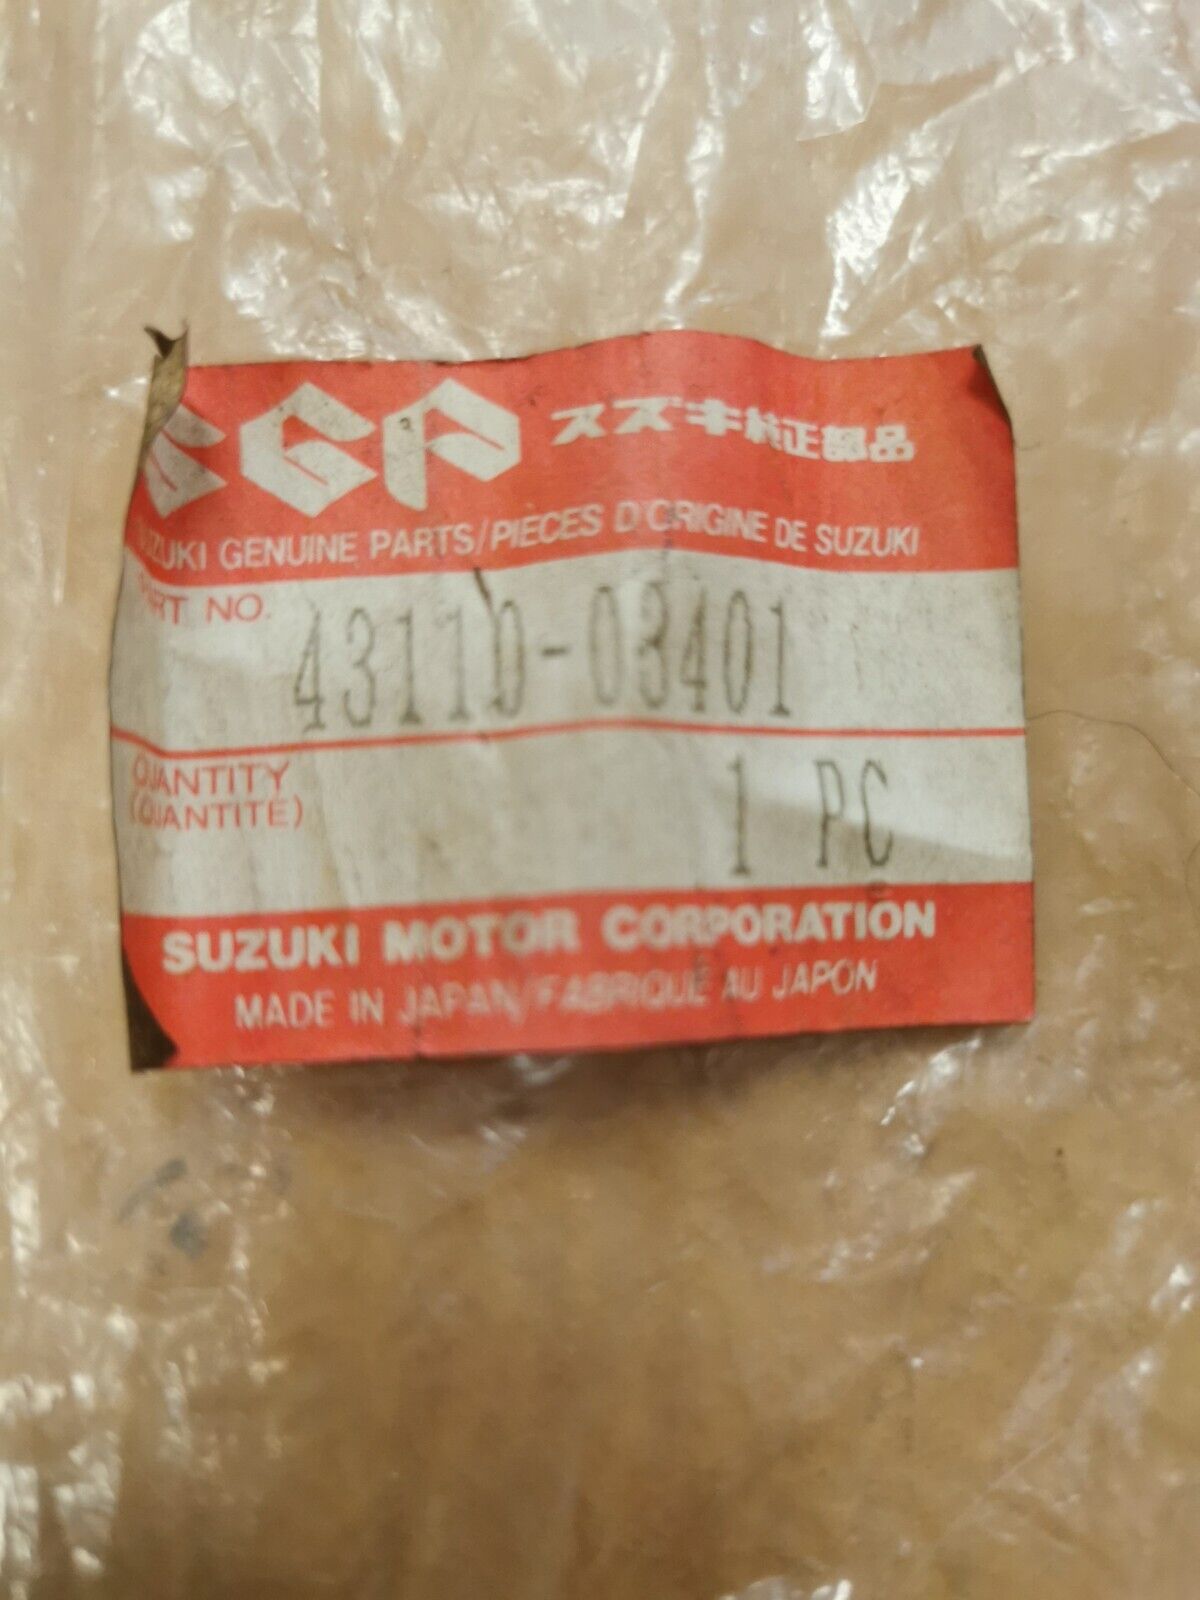 SGP スズキ純正部品
SUZUKI GENUINE PARTS/PIECES D'ORIGINE DE SUZUKI
PART NO.
43110-03401
QUANTITY
(QUANTITE)
1 PC
SUZUKI MOTOR CORPORATION
MADE IN JAPAN/FABRIQUÉ AU JAPON